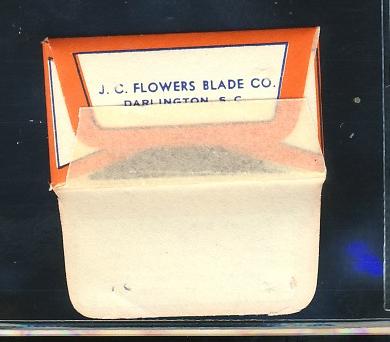 J. C. FLOWERS BLADE CO.
DARLINGTON, S. C.